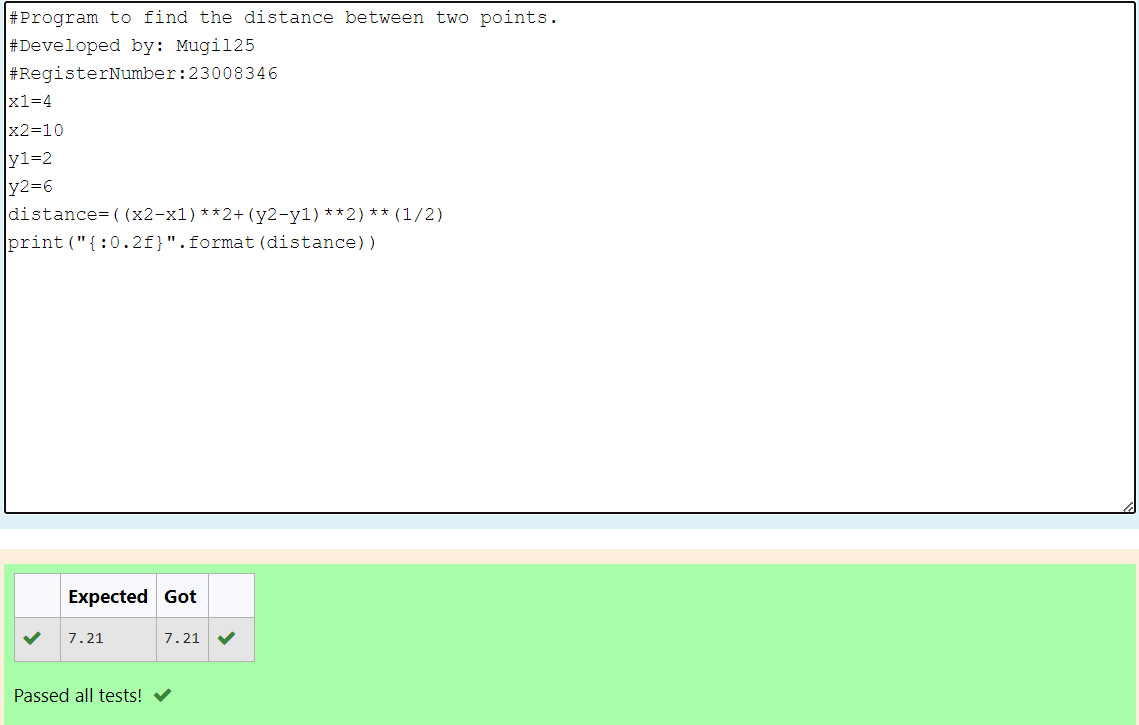 #Program to find the distance between two points.
#Developed by: Mugil25
#RegisterNumber:23008346
x1=4
x2=10
y1=2
y2=6
distance=((x2-x1)**2+(y2-y1)**2)**(1/2)
print("{:0.2f}".format(distance))
Expected Got
7.21 7.21
Passed all tests!